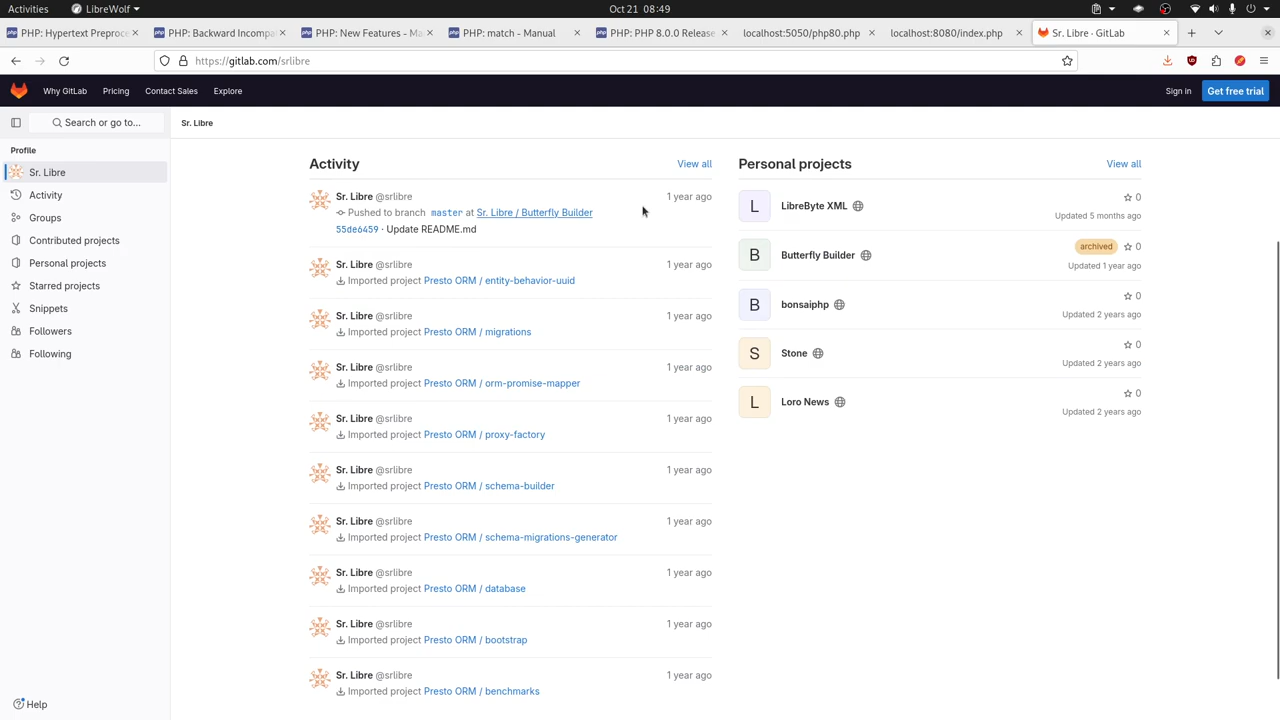 Activities
LibreWolf
Oct 21 08:49
PHP: Hypertext Preproce
PHP: Backward Incompa
PHP: New Features - Ma
PHP: match - Manual
PHP: PHP 8.0.0 Release
localhost:5050/php80.php
localhost:8080/index.php
Sr. Libre · GitLab
https://gitlab.com/srlibre
Why GitLab
Pricing
Contact Sales
Explore
Sign in
Get free trial
Search or go to...
Sr. Libre
Profile
Sr. Libre
Activity
Groups
Contributed projects
Personal projects
Starred projects
Snippets
Followers
Following
Help
Activity
View all
Sr. Libre @srlibre
1 year ago
Pushed to branch master at Sr. Libre / Butterfly Builder
55de6459 · Update README.md
Sr. Libre @srlibre
1 year ago
Imported project Presto ORM / entity-behavior-uuid
Sr. Libre @srlibre
1 year ago
Imported project Presto ORM / migrations
Sr. Libre @srlibre
1 year ago
Imported project Presto ORM / orm-promise-mapper
Sr. Libre @srlibre
1 year ago
Imported project Presto ORM / proxy-factory
Sr. Libre @srlibre
1 year ago
Imported project Presto ORM / schema-builder
Sr. Libre @srlibre
1 year ago
Imported project Presto ORM / schema-migrations-generator
Sr. Libre @srlibre
1 year ago
Imported project Presto ORM / database
Sr. Libre @srlibre
1 year ago
Imported project Presto ORM / bootstrap
Sr. Libre @srlibre
1 year ago
Imported project Presto ORM / benchmarks
Personal projects
View all
L
LibreByte XML
0
Updated 5 months ago
B
Butterfly Builder
archived
0
Updated 1 year ago
B
bonsaiphp
0
Updated 2 years ago
S
Stone
0
Updated 2 years ago
L
Loro News
0
Updated 2 years ago